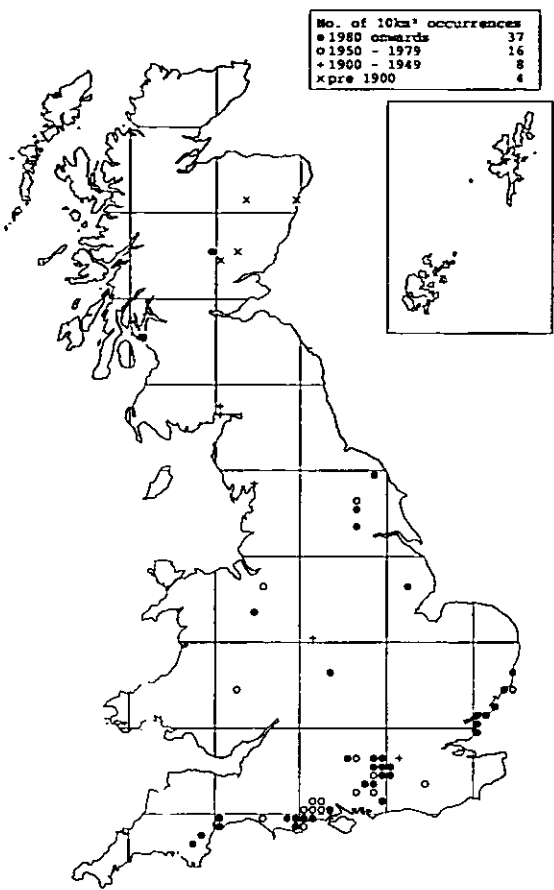 No. of 10km² occurrences
● 1980 onwards 37
o 1950 - 1979 16
+ 1900 - 1949 8
× pre 1900 4